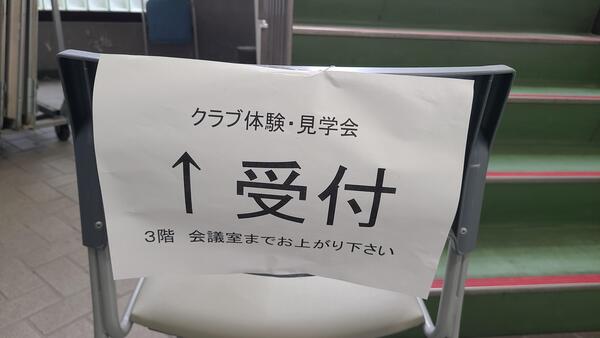 クラブ体験・見学会
↑受付
3階 会議室までお上がり下さい